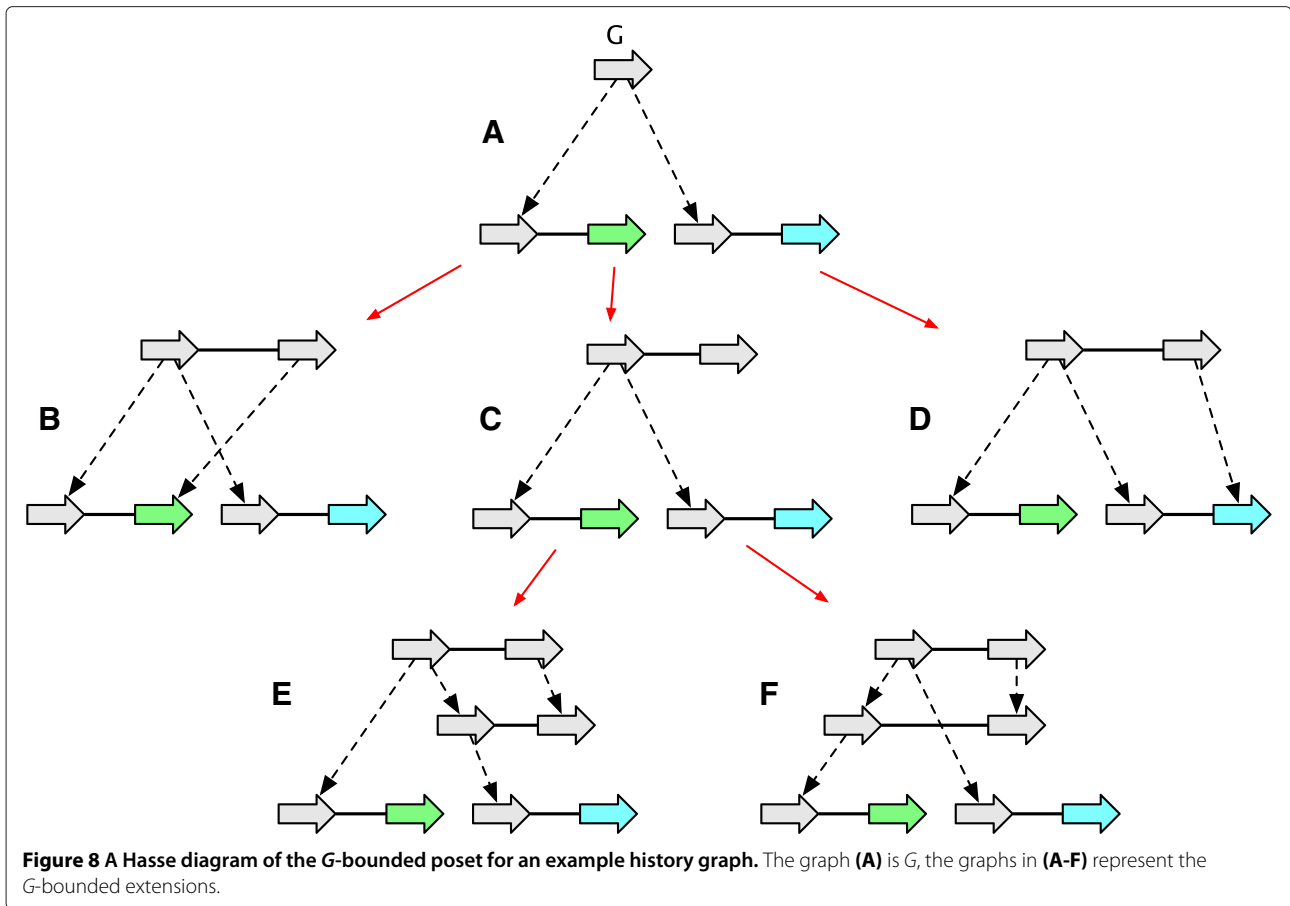 G
A
B
C
D
E
F
Figure 8 A Hasse diagram of the G-bounded poset for an example history graph. The graph (A) is G, the graphs in (A-F) represent the
G-bounded extensions.